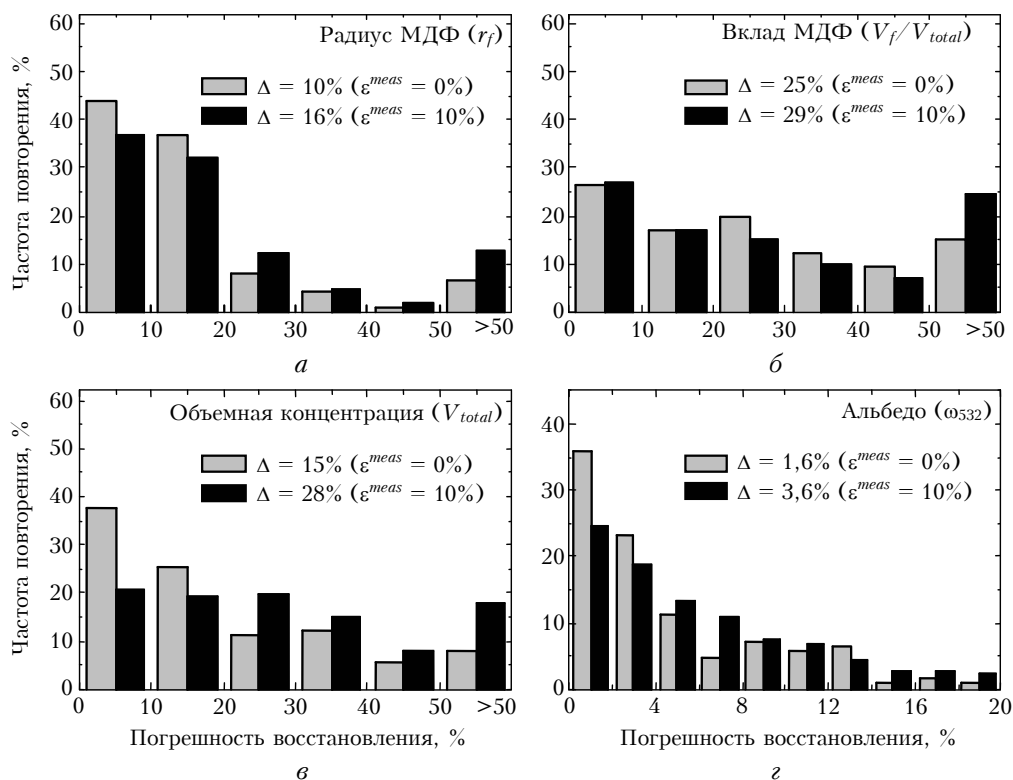 Радиус МДФ (r_f)
Δ = 10% (ε^meas = 0%)
Δ = 16% (ε^meas = 10%)
Частота повторения, %
60
50
40
30
20
10
0
0 10 20 30 40 50 >50
а
Вклад МДФ (V_f/V_total)
Δ = 25% (ε^meas = 0%)
Δ = 29% (ε^meas = 10%)
60
50
40
30
20
10
0
0 10 20 30 40 50 >50
б
Объемная концентрация (V_total)
Δ = 15% (ε^meas = 0%)
Δ = 28% (ε^meas = 10%)
Частота повторения, %
60
50
40
30
20
10
0
0 10 20 30 40 50 >50
Погрешность восстановления, %
в
Альбедо (ω532)
Δ = 1,6% (ε^meas = 0%)
Δ = 3,6% (ε^meas = 10%)
40
30
20
10
0
0 4 8 12 16 20
Погрешность восстановления, %
г